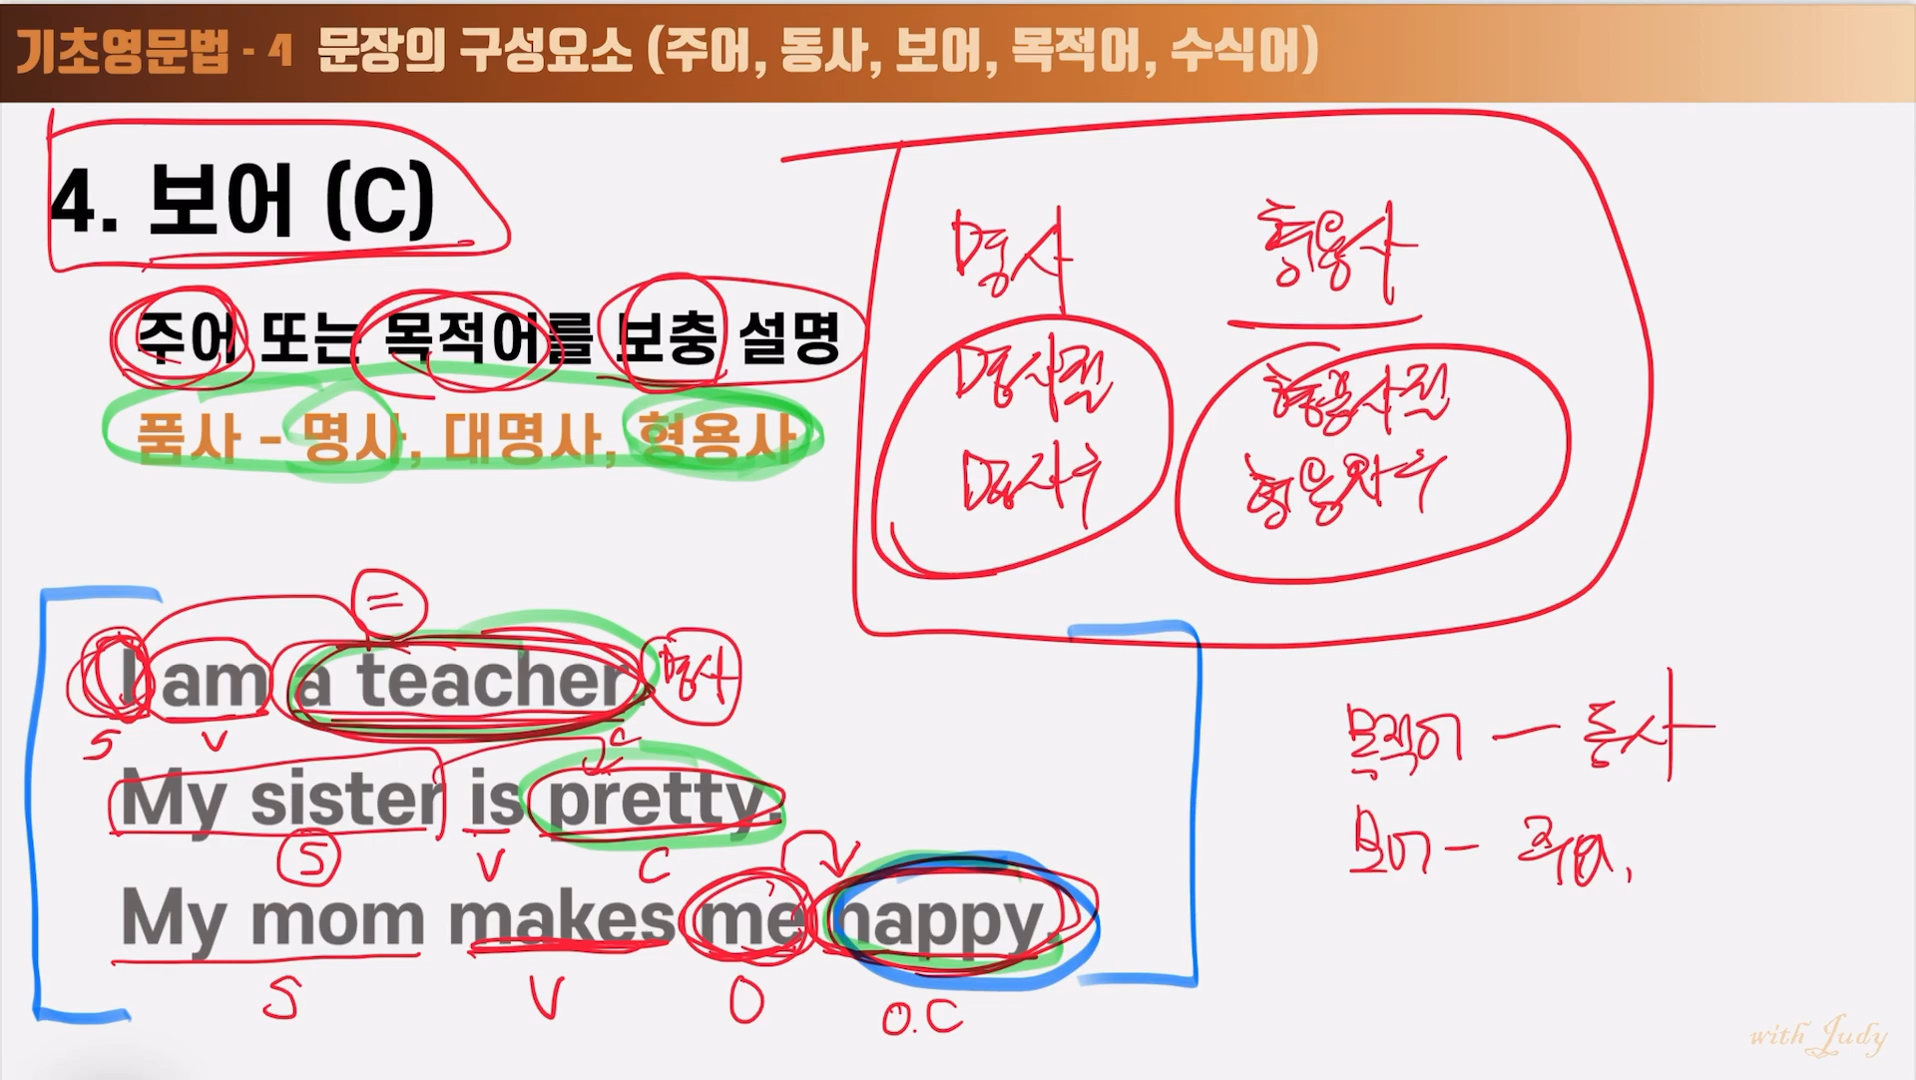 기초영문법 - 4 문장의 구성요소 (주어, 동사, 보어, 목적어, 수식어)
4. 보어 (C)
주어 또는 목적어를 보충 설명
품사 - 명사, 대명사, 형용사
명사 형용사
명사구 형용사구
명사절 형용사절
=
I am a teacher. 명사
S V C
My sister is pretty.
S V C
My mom makes me happy.
S V O O.C
목적어 — 동사
보어 - 주어,
with Judy